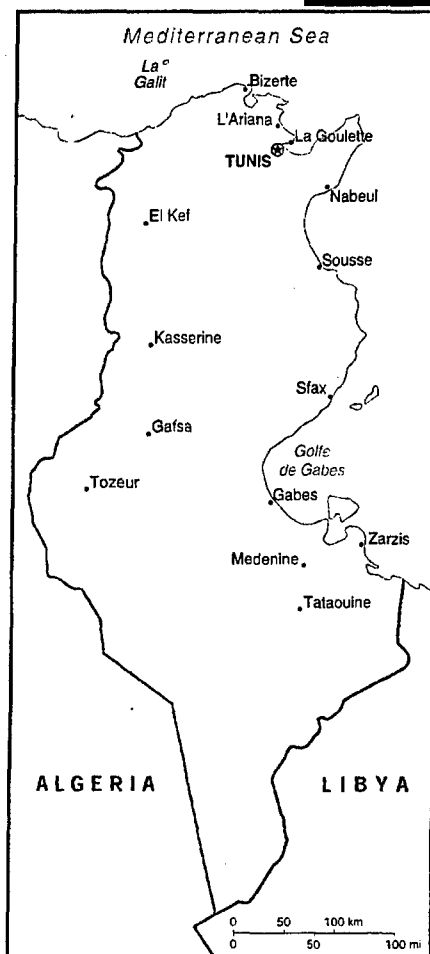 Mediterranean Sea
La
Galit
Bizerte
L'Ariana
La Goulette
TUNIS
Nabeul
El Kef
Sousse
Kasserine
Sfax
Gafsa
Golfe
de Gabes
Tozeur
Gabes
Zarzis
Medenine
Tataouine
ALGERIA
LIBYA
0 50 100 km
0 50 100 mi